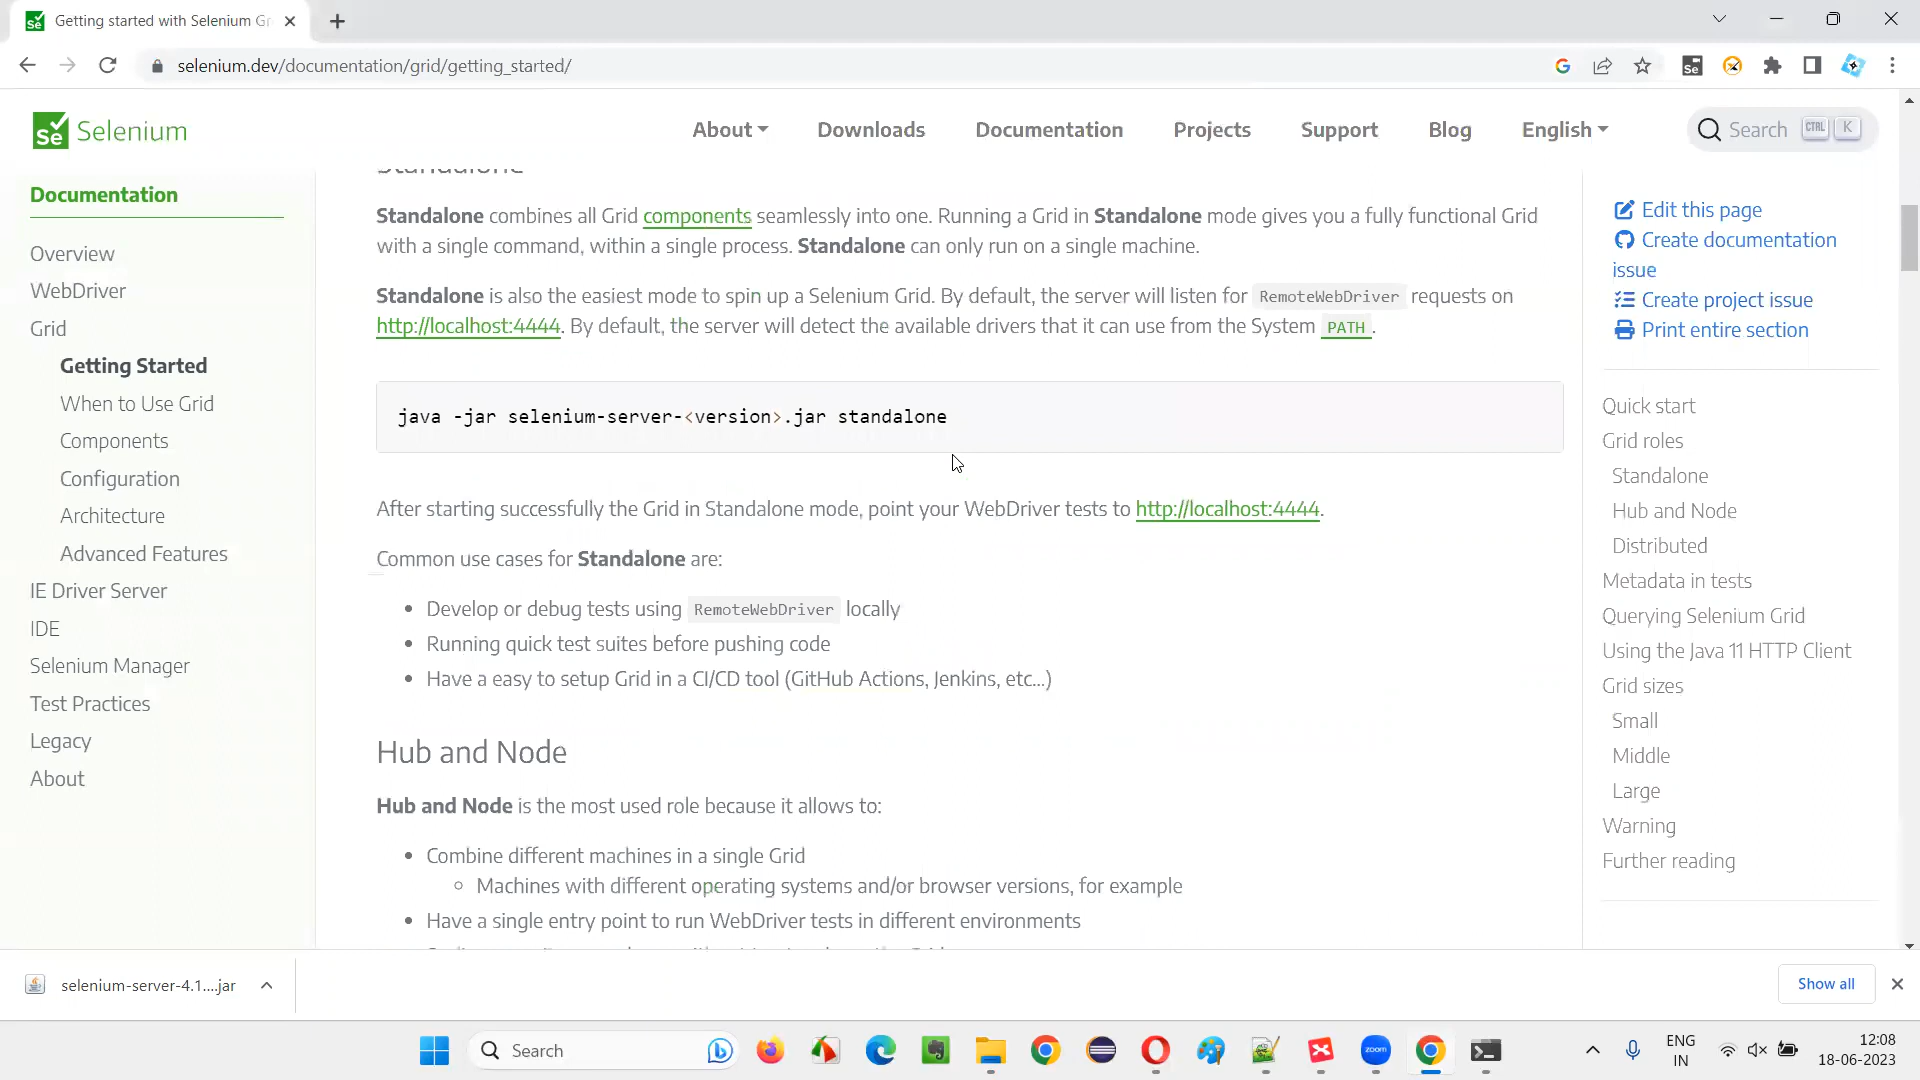 Getting started with Selenium Gr
selenium.dev/documentation/grid/getting_started/
Selenium
About
Downloads
Documentation
Projects
Support
Blog
English
Search CTRL K
Documentation
Overview
WebDriver
Grid
Getting Started
When to Use Grid
Components
Configuration
Architecture
Advanced Features
IE Driver Server
IDE
Selenium Manager
Test Practices
Legacy
About
Standalone
Standalone combines all Grid components seamlessly into one. Running a Grid in Standalone mode gives you a fully functional Grid
with a single command, within a single process. Standalone can only run on a single machine.
Standalone is also the easiest mode to spin up a Selenium Grid. By default, the server will listen for RemoteWebDriver requests on
http://localhost:4444. By default, the server will detect the available drivers that it can use from the System PATH.
java -jar selenium-server-<version>.jar standalone
After starting successfully the Grid in Standalone mode, point your WebDriver tests to http://localhost:4444.
Common use cases for Standalone are:
Develop or debug tests using RemoteWebDriver locally
Running quick test suites before pushing code
Have a easy to setup Grid in a CI/CD tool (GitHub Actions, Jenkins, etc...)
Hub and Node
Hub and Node is the most used role because it allows to:
Combine different machines in a single Grid
Machines with different operating systems and/or browser versions, for example
Have a single entry point to run WebDriver tests in different environments
Edit this page
Create documentation
issue
Create project issue
Print entire section
Quick start
Grid roles
Standalone
Hub and Node
Distributed
Metadata in tests
Querying Selenium Grid
Using the Java 11 HTTP Client
Grid sizes
Small
Middle
Large
Warning
Further reading
selenium-server-4.1....jar
Show all
Search
zoom
ENG
IN
12:08
18-06-2023